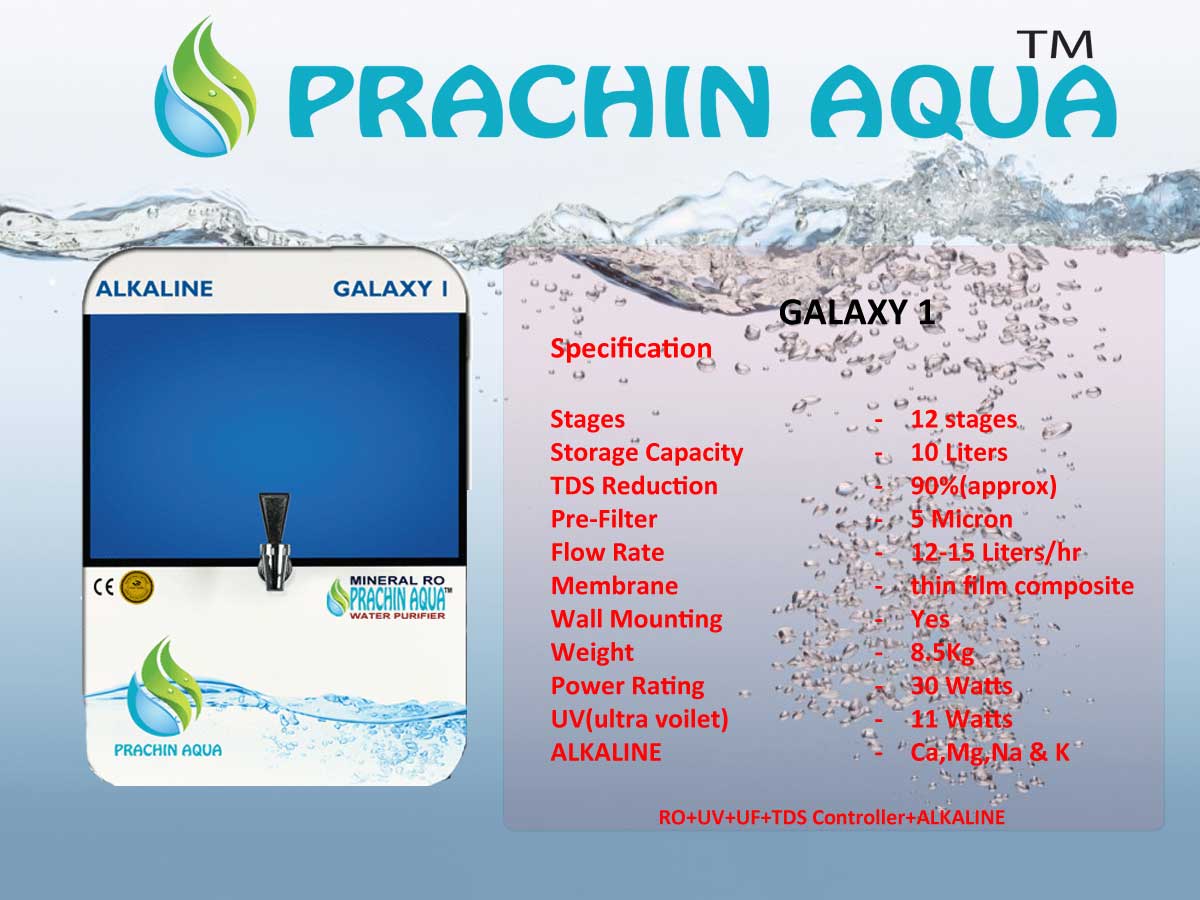 TM
PRACHIN AQUA
ALKALINE GALAXY I
CE
MINERAL RO
PRACHIN AQUA TM
WATER PURIFIER
PRACHIN AQUA
GALAXY 1
Specification
Stages - 12 stages
Storage Capacity - 10 Liters
TDS Reduction - 90%(approx)
Pre-Filter - 5 Micron
Flow Rate - 12-15 Liters/hr
Membrane - thin film composite
Wall Mounting - Yes
Weight - 8.5Kg
Power Rating - 30 Watts
UV(ultra voilet) - 11 Watts
ALKALINE - Ca,Mg,Na & K
RO+UV+UF+TDS Controller+ALKALINE